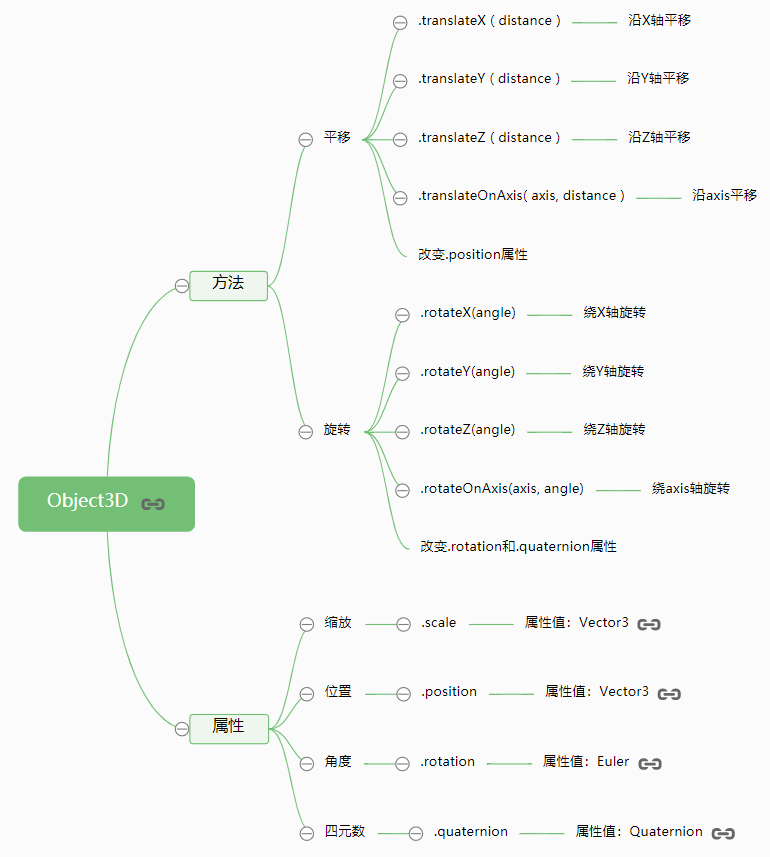 .translateX ( distance ) 沿X轴平移
.translateY ( distance ) 沿Y轴平移
平移
.translateZ ( distance ) 沿Z轴平移
.translateOnAxis( axis, distance ) 沿axis平移
改变.position属性
方法
.rotateX(angle) 绕X轴旋转
.rotateY(angle) 绕Y轴旋转
旋转
.rotateZ(angle) 绕Z轴旋转
.rotateOnAxis(axis, angle) 绕axis轴旋转
改变.rotation和.quaternion属性
Object3D
缩放 .scale 属性值：Vector3
位置 .position 属性值：Vector3
属性
角度 .rotation 属性值：Euler
四元数 .quaternion 属性值：Quaternion